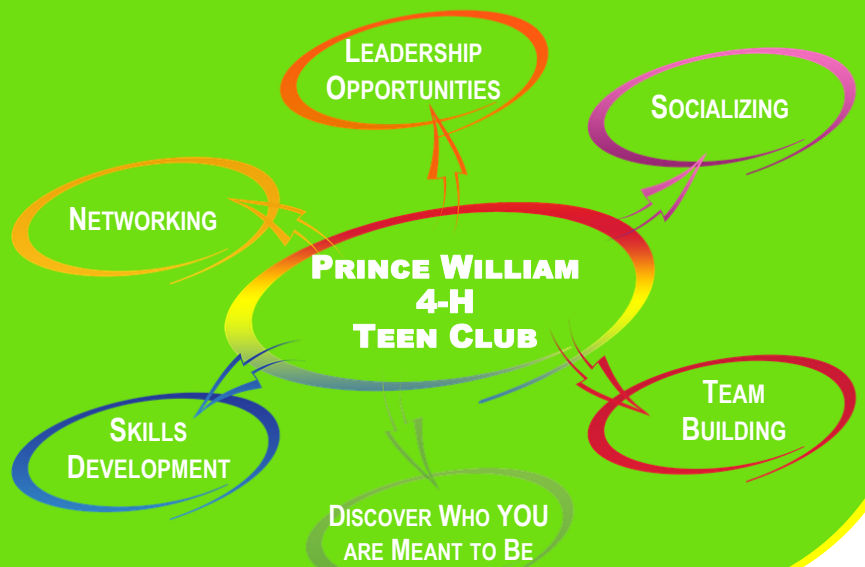 LEADERSHIP
OPPORTUNITIES
SOCIALIZING
NETWORKING
PRINCE WILLIAM
4-H
TEEN CLUB
TEAM
BUILDING
SKILLS
DEVELOPMENT
DISCOVER WHO YOU
ARE MEANT TO BE